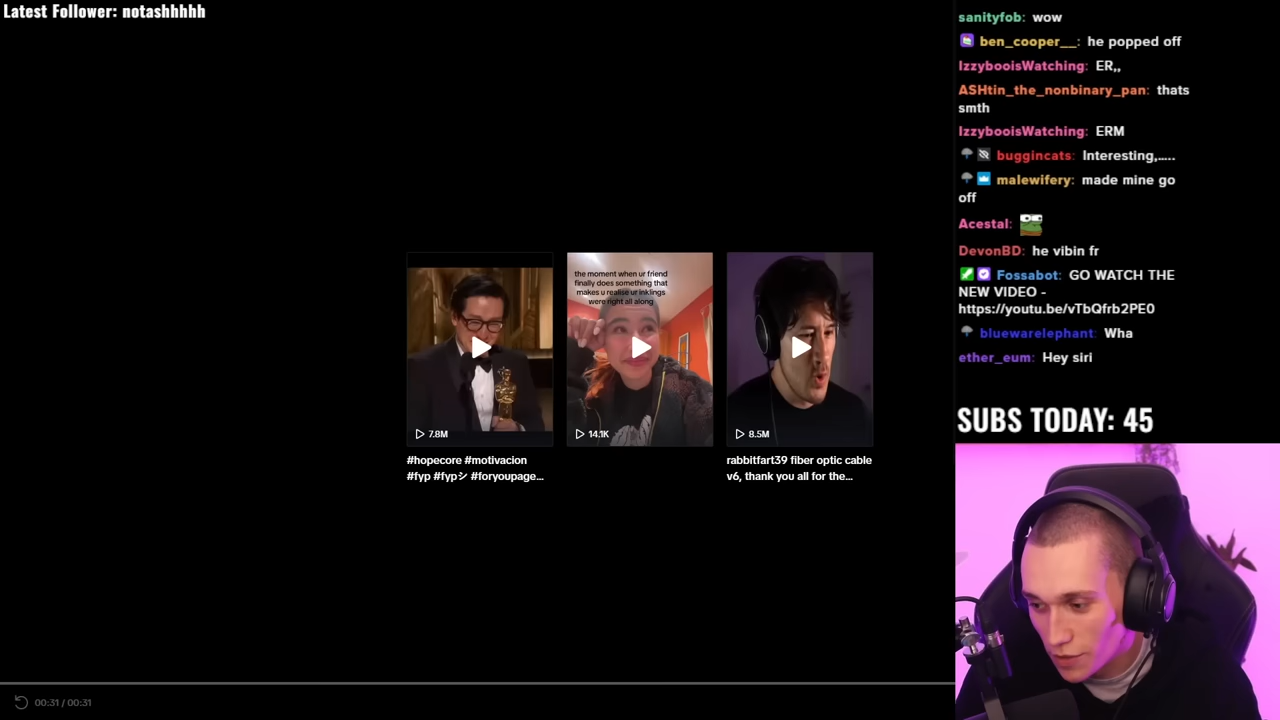 Latest Follower: notashhhhh
the moment when ur friend
finally does something that
makes u realise ur inklings
were right all along
7.8M
14.1K
8.5M
#hopecore #motivacion
#fyp #fypシ #foryoupage...
rabbitfart39 fiber optic cable
v6, thank you all for the...
00:31 / 00:31
sanityfob: wow
ben_cooper__: he popped off
IzzybooisWatching: ER,,
ASHtin_the_nonbinary_pan: thats
smth
IzzybooisWatching: ERM
buggincats: Interesting,.....
malewifery: made mine go
off
Acestal:
DevonBD: he vibin fr
Fossabot: GO WATCH THE
NEW VIDEO -
https://youtu.be/vTbQfrb2PE0
bluewarelephant: Wha
ether_eum: Hey siri
SUBS TODAY: 45